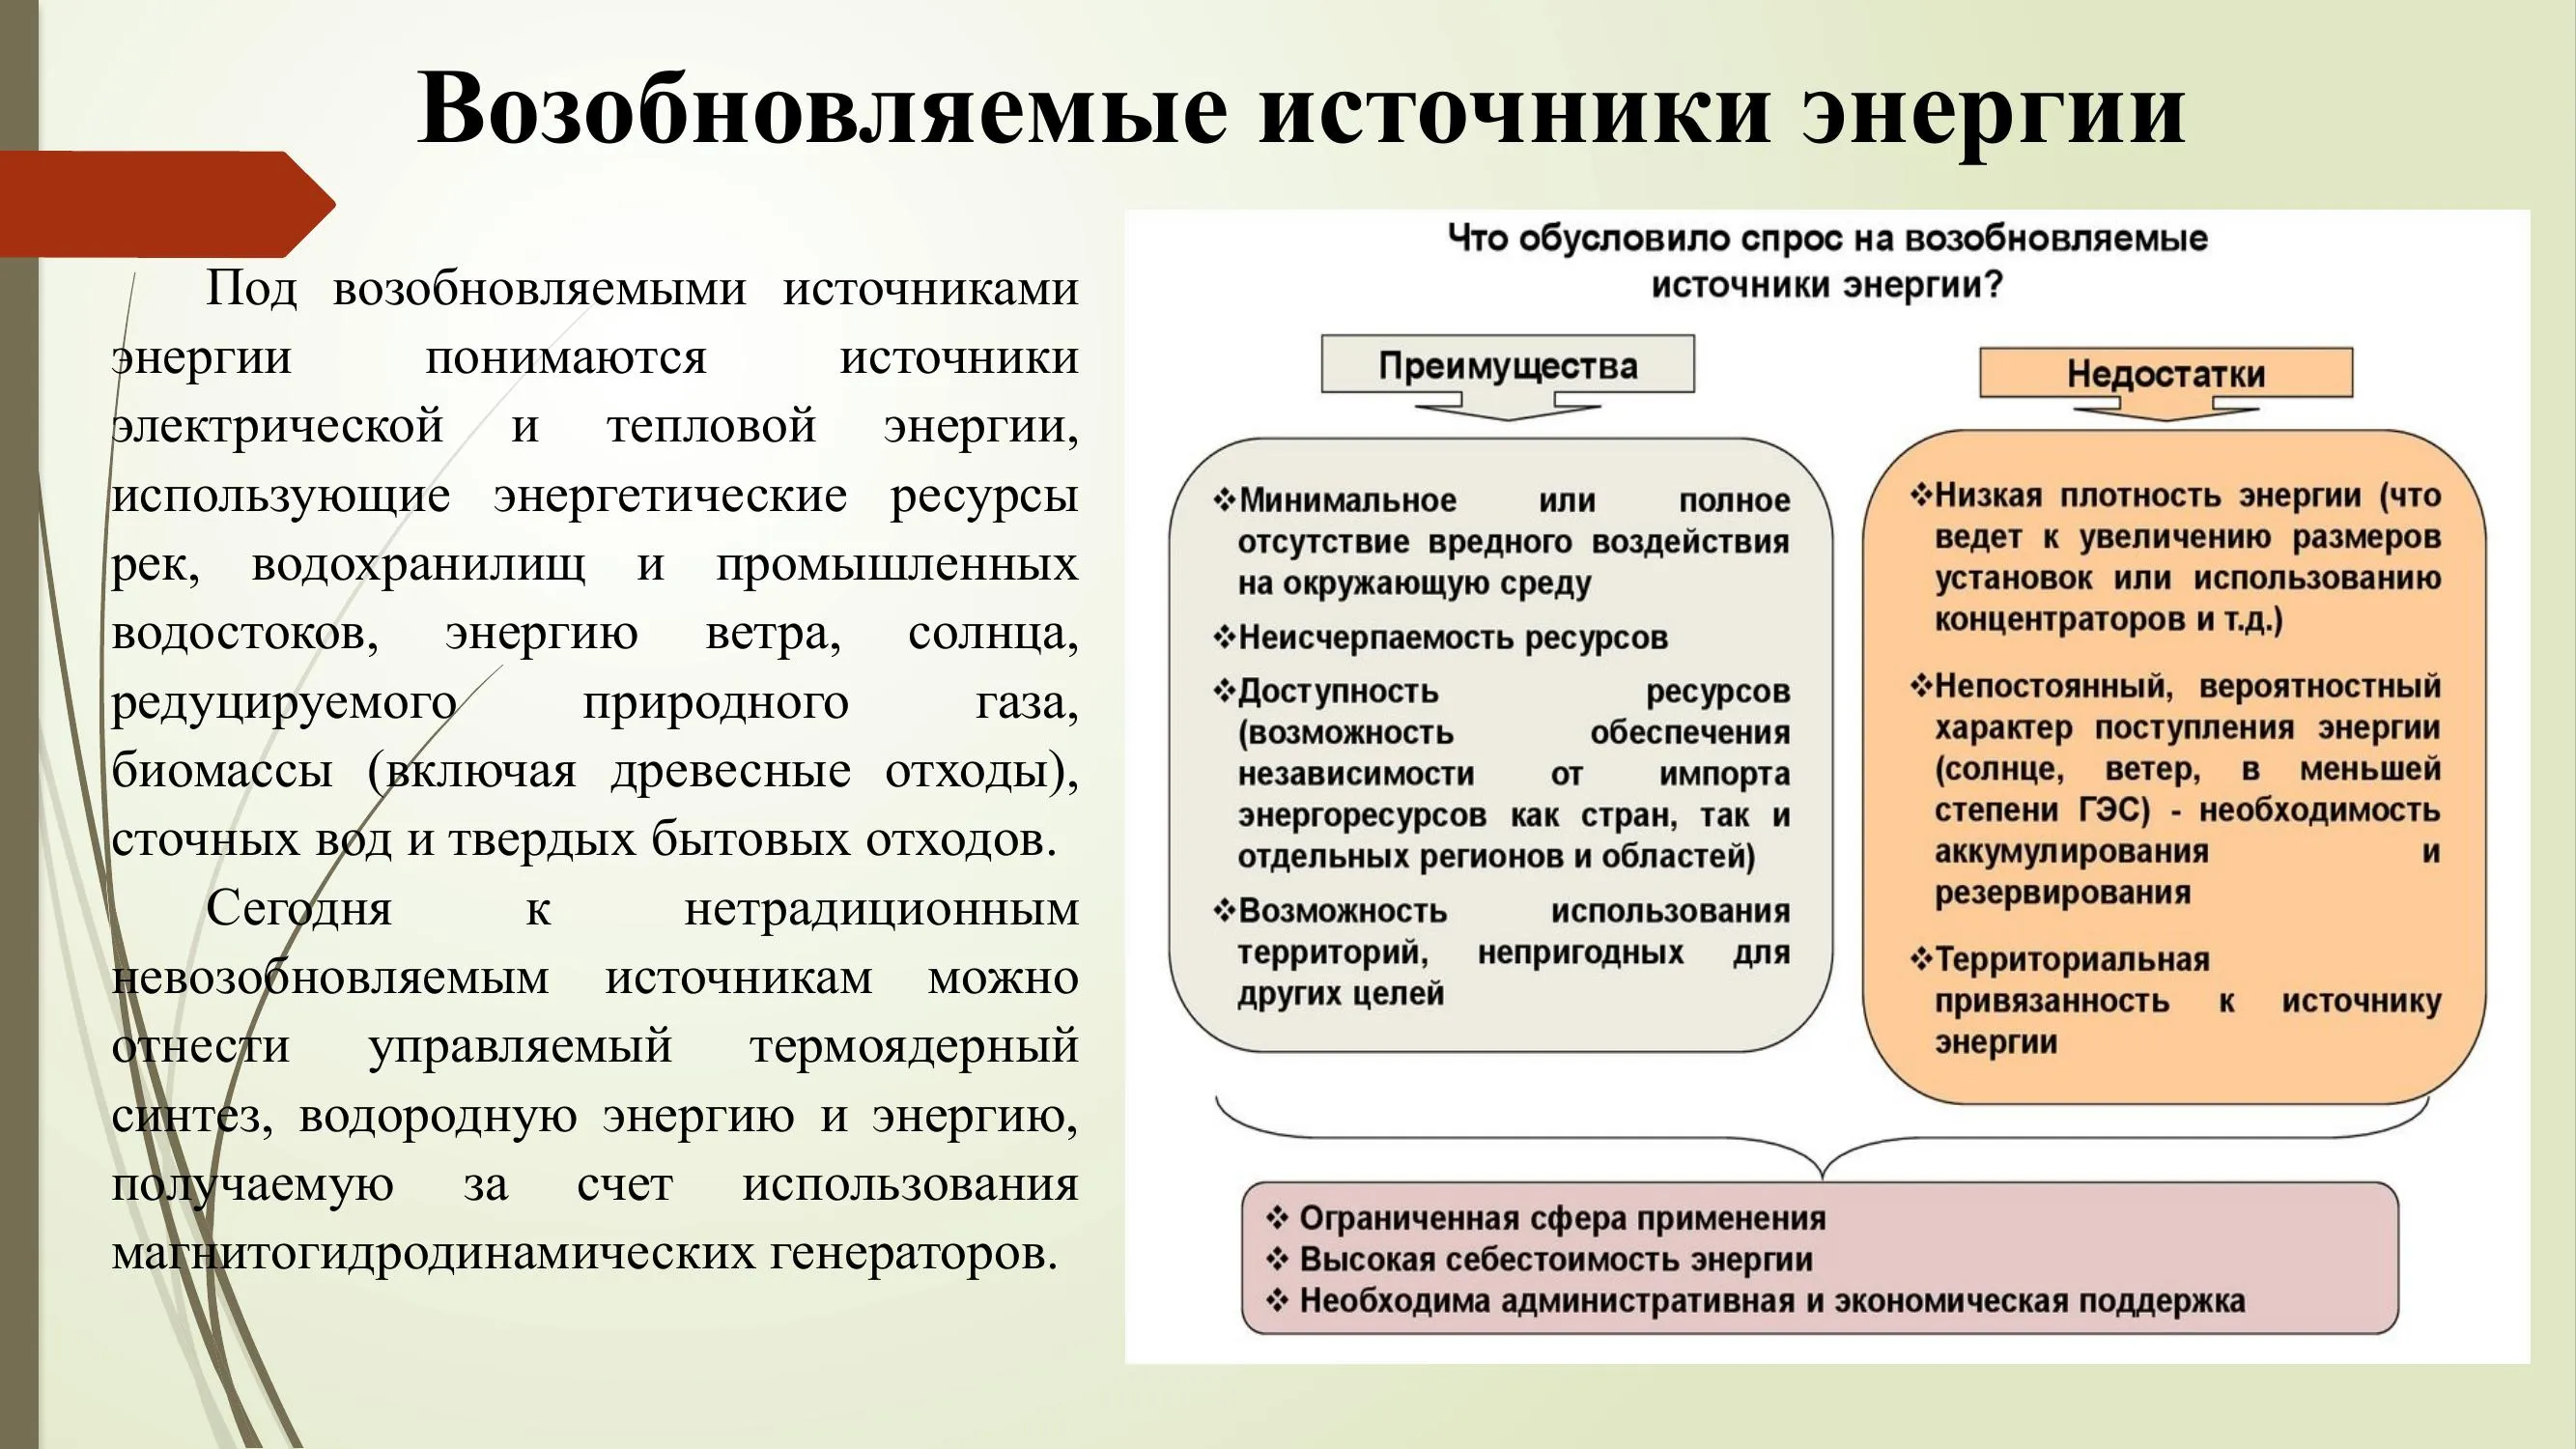 Возобновляемые источники энергии
Под возобновляемыми источниками
энергии понимаются источники
электрической и тепловой энергии,
использующие энергетические ресурсы
рек, водохранилищ и промышленных
водостоков, энергию ветра, солнца,
редуцируемого природного газа,
биомассы (включая древесные отходы),
сточных вод и твердых бытовых отходов.
Сегодня к нетрадиционным
невозобновляемым источникам можно
отнести управляемый термоядерный
синтез, водородную энергию и энергию,
получаемую за счет использования
магнитогидродинамических генераторов.
Что обусловило спрос на возобновляемые
источники энергии?
Преимущества
❖Минимальное или полное
отсутствие вредного воздействия
на окружающую среду
❖Неисчерпаемость ресурсов
❖Доступность ресурсов
(возможность обеспечения
независимости от импорта
энергоресурсов как стран, так и
отдельных регионов и областей)
❖Возможность использования
территорий, непригодных для
других целей
Недостатки
❖Низкая плотность энергии (что
ведет к увеличению размеров
установок или использованию
концентраторов и т.д.)
❖Непостоянный, вероятностный
характер поступления энергии
(солнце, ветер, в меньшей
степени ГЭС) - необходимость
аккумулирования и
резервирования
❖Территориальная
привязанность к источнику
энергии
❖ Ограниченная сфера применения
❖ Высокая себестоимость энергии
❖ Необходима административная и экономическая поддержка